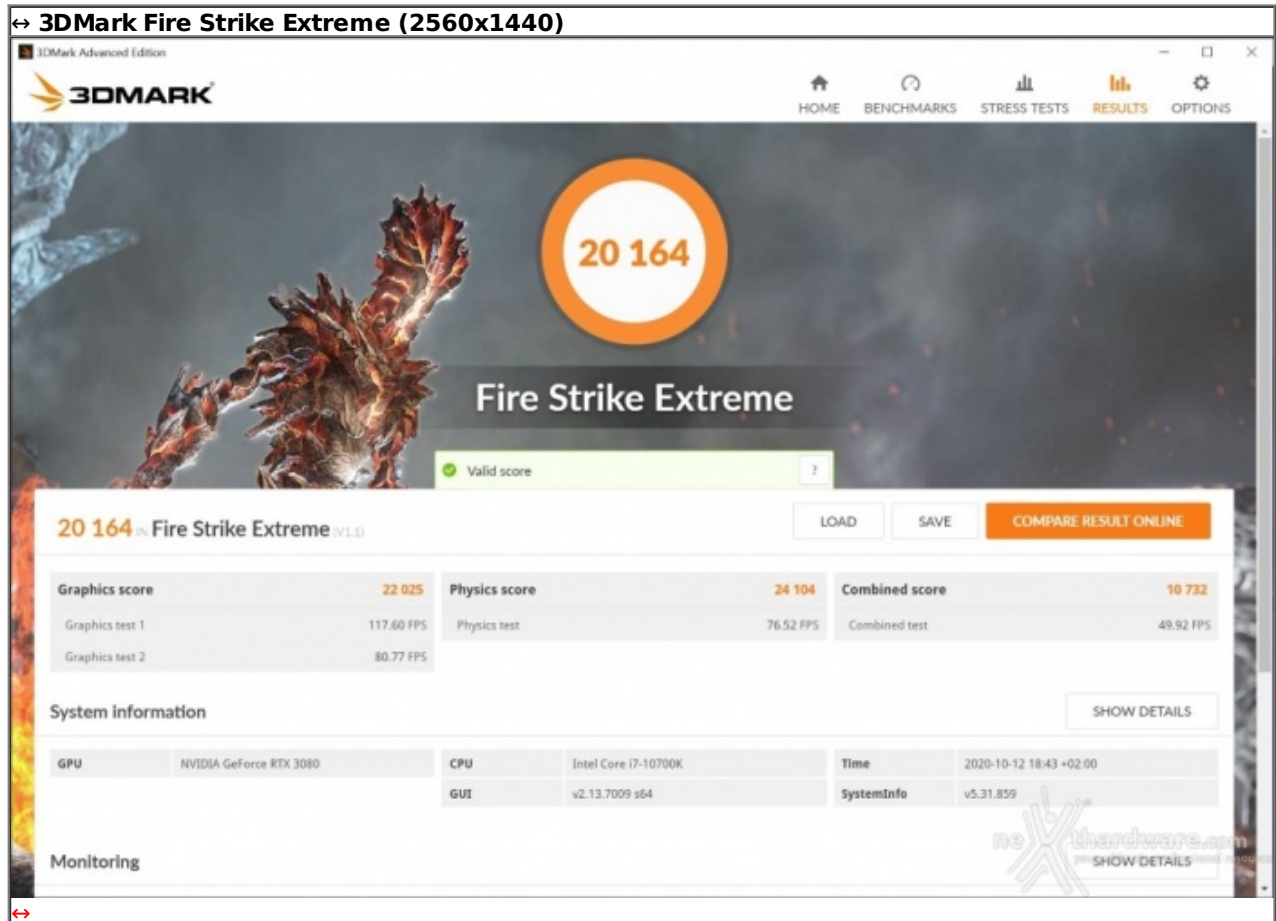 ↔ 3DMark Fire Strike Extreme (2560x1440)
3DMark Advanced Edition
3DMARK
HOME BENCHMARKS STRESS TESTS RESULTS OPTIONS
20 164
Fire Strike Extreme
Valid score ?
20 164 IN Fire Strike Extreme (V1.1)
LOAD SAVE COMPARE RESULT ONLINE
Graphics score 22 025 Physics score 24 104 Combined score 10 732
Graphics test 1 117.60 FPS Physics test 76.52 FPS Combined test 49.92 FPS
Graphics test 2 80.77 FPS
System information SHOW DETAILS
GPU NVIDIA GeForce RTX 3080 CPU Intel Core i7-10700K Time 2020-10-12 18:43 +02:00
GUI v2.13.7009 s64 SystemInfo v5.31.859
nexthardware.com
Monitoring SHOW DETAILS
↔